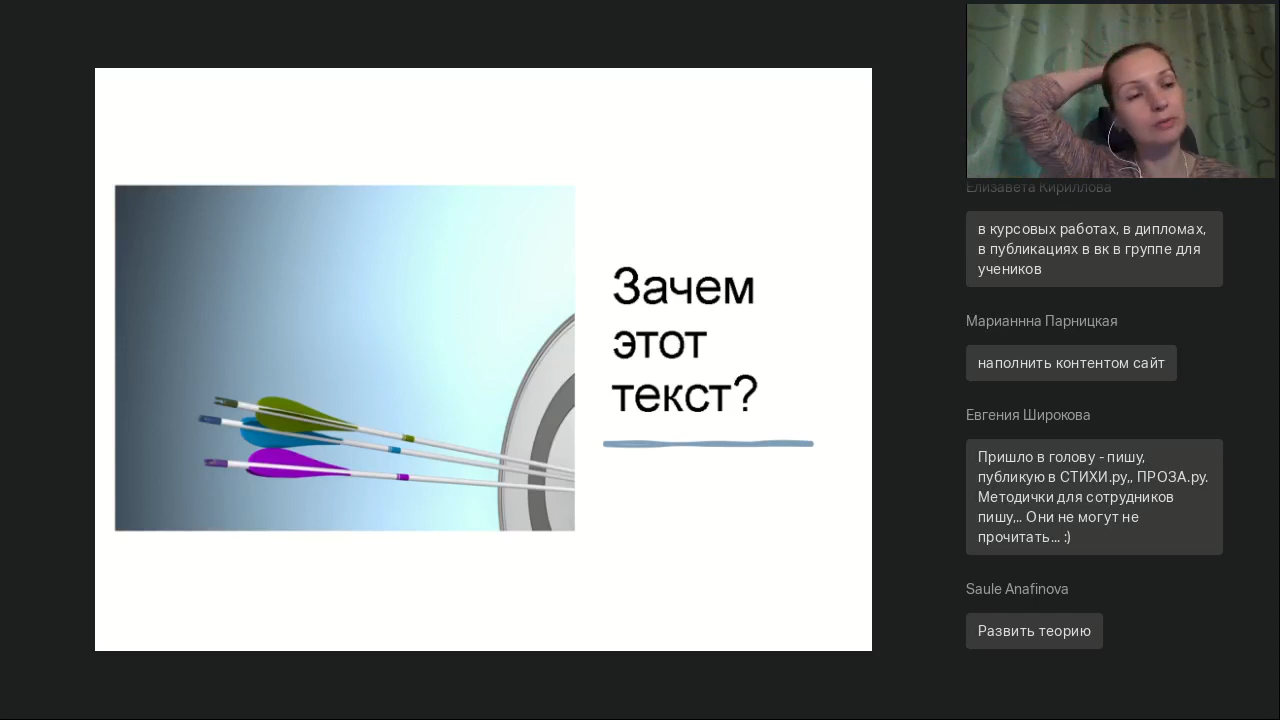 Зачем
этот
текст?
Елизавета Кириллова
в курсовых работах, в дипломах,
в публикациях в вк в группе для
учеников
Марианнна Парницкая
наполнить контентом сайт
Евгения Широкова
Пришло в голову - пишу,
публикую в СТИХИ.ру,, ПРОЗА.ру.
Методички для сотрудников
пишу,.. Они не могут не
прочитать... :)
Saule Anafinova
Развить теорию